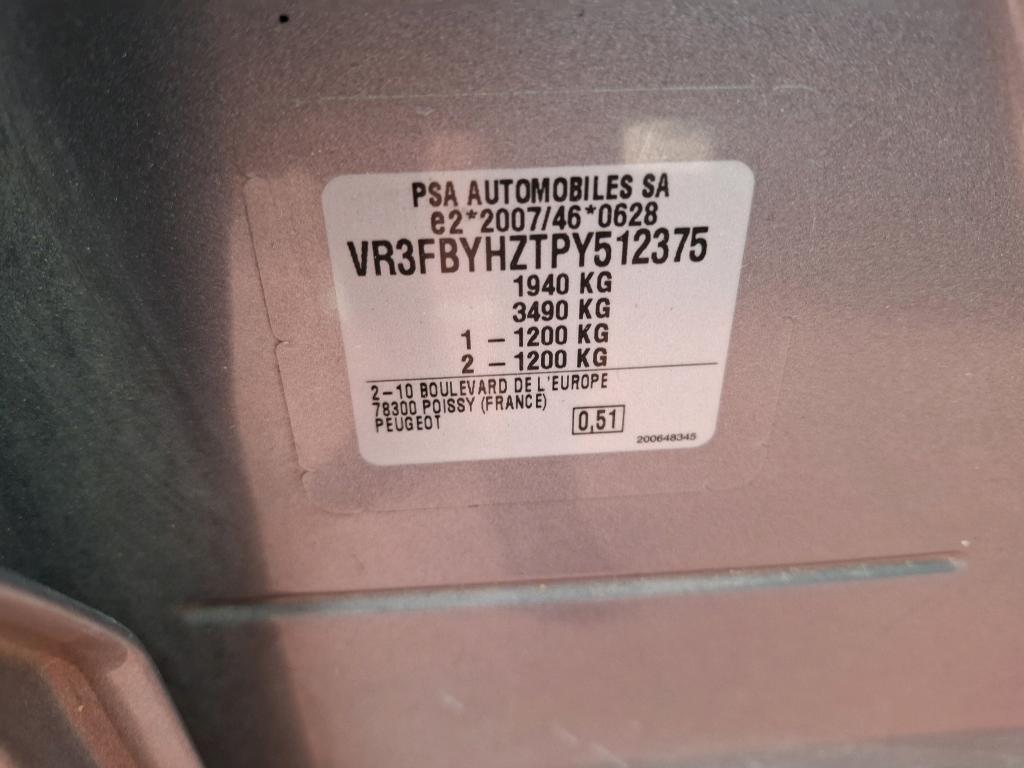 PSA AUTOMOBILES SA
e2*2007/46*0628
VR3FBYHZTPY512375
1940 KG
3490 KG
1 – 1200 KG
2 – 1200 KG
2–10 BOULEVARD DE L'EUROPE
78300 POISSY (FRANCE)
PEUGEOT
0,51
200648345